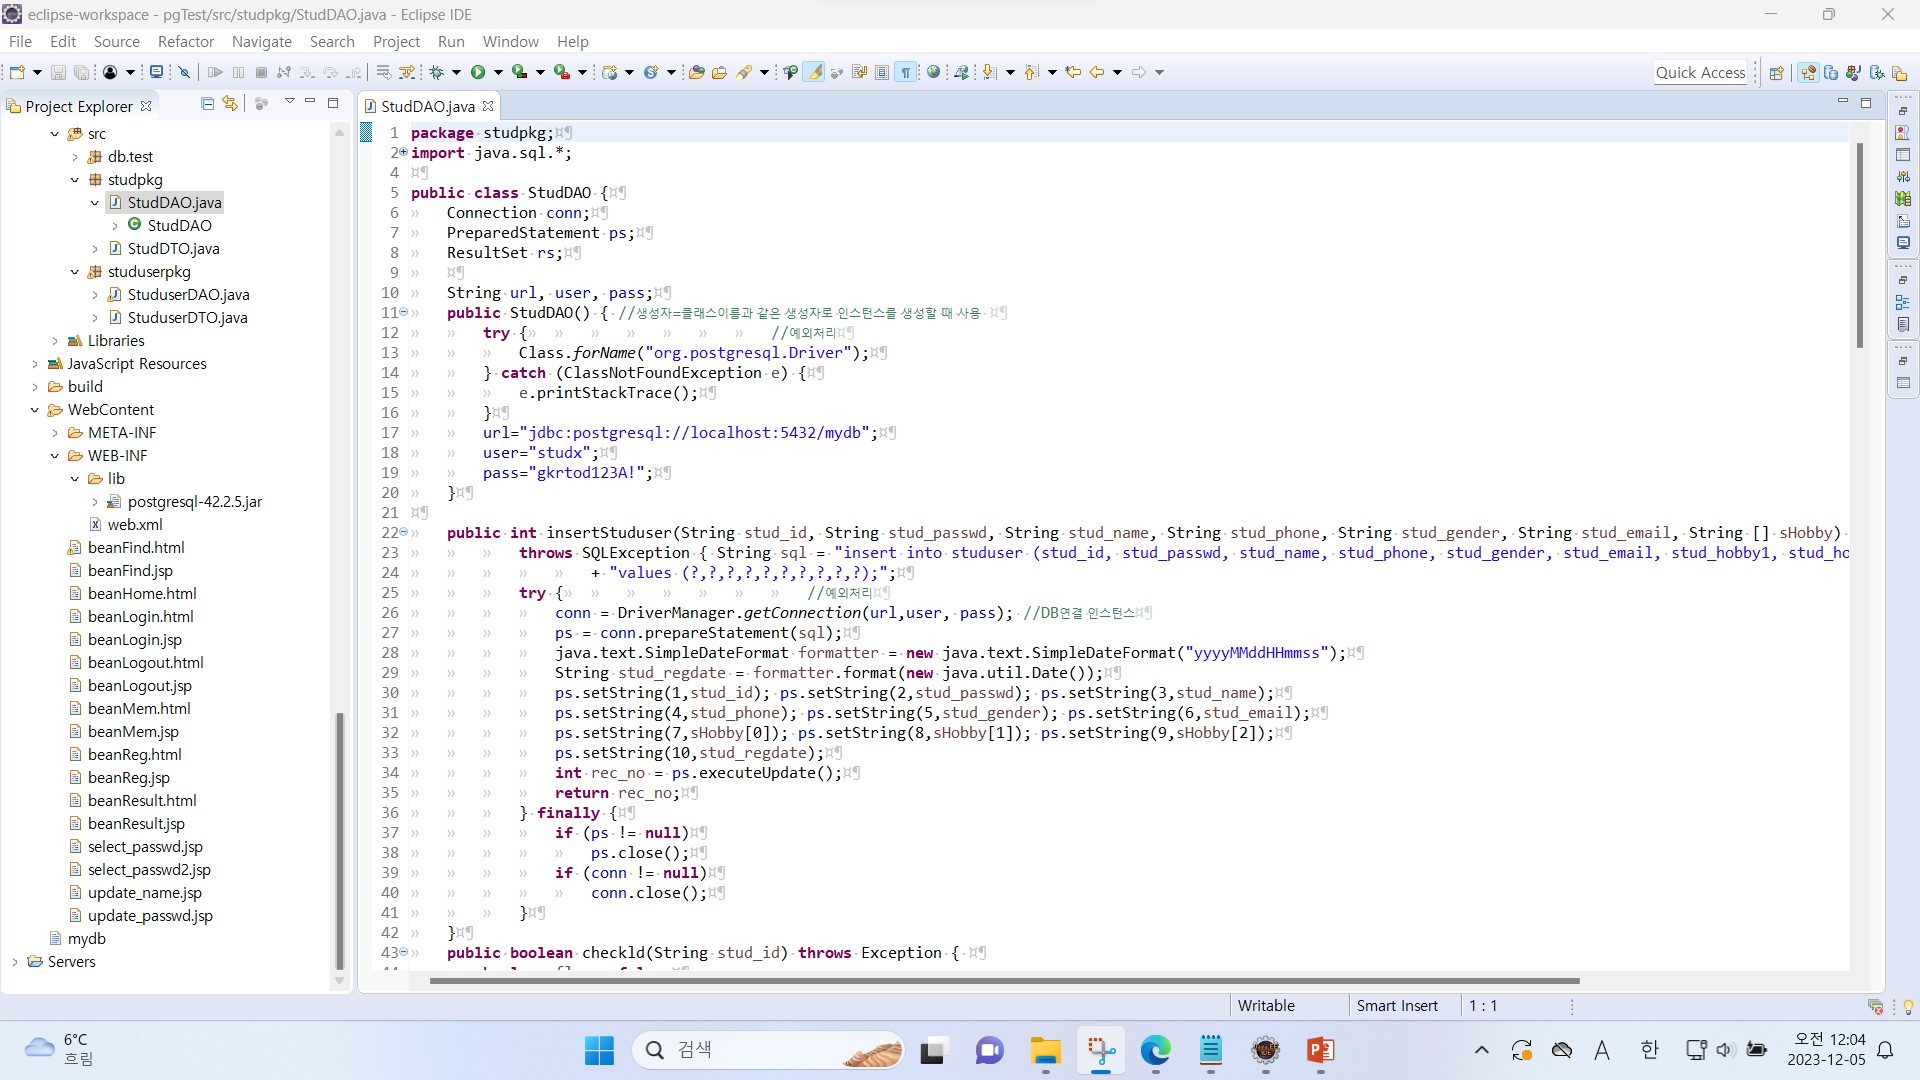 eclipse-workspace - pgTest/src/studpkg/StudDAO.java - Eclipse IDE
File Edit Source Refactor Navigate Search Project Run Window Help
Quick Access
Project Explorer
src
db.test
studpkg
StudDAO.java
StudDAO
StudDTO.java
studuserpkg
StuduserDAO.java
StuduserDTO.java
Libraries
JavaScript Resources
build
WebContent
META-INF
WEB-INF
lib
postgresql-42.2.5.jar
web.xml
beanFind.html
beanFind.jsp
beanHome.html
beanLogin.html
beanLogin.jsp
beanLogout.html
beanLogout.jsp
beanMem.html
beanMem.jsp
beanReg.html
beanReg.jsp
beanResult.html
beanResult.jsp
select_passwd.jsp
select_passwd2.jsp
update_name.jsp
update_passwd.jsp
mydb
Servers
StudDAO.java
1 package studpkg;
2 import java.sql.*;
4
5 public class StudDAO {
6 Connection conn;
7 PreparedStatement ps;
8 ResultSet rs;
9
10 String url, user, pass;
11 public StudDAO() { //생성자=클래스이름과 같은 생성자로 인스턴스를 생성할 때 사용
12 try { //예외처리
13 Class.forName("org.postgresql.Driver");
14 } catch (ClassNotFoundException e) {
15 e.printStackTrace();
16 }
17 url="jdbc:postgresql://localhost:5432/mydb";
18 user="studx";
19 pass="gkrtod123A!";
20 }
21
22 public int insertStuduser(String stud_id, String stud_passwd, String stud_name, String stud_phone, String stud_gender, String stud_email, String [] sHobby)
23 throws SQLException { String sql = "insert into studuser (stud_id, stud_passwd, stud_name, stud_phone, stud_gender, stud_email, stud_hobby1, stud_ho
24 + "values (?,?,?,?,?,?,?,?,?,?);";
25 try { //예외처리
26 conn = DriverManager.getConnection(url,user, pass); //DB연결 인스턴스
27 ps = conn.prepareStatement(sql);
28 java.text.SimpleDateFormat formatter = new java.text.SimpleDateFormat("yyyyMMddHHmmss");
29 String stud_regdate = formatter.format(new java.util.Date());
30 ps.setString(1,stud_id); ps.setString(2,stud_passwd); ps.setString(3,stud_name);
31 ps.setString(4,stud_phone); ps.setString(5,stud_gender); ps.setString(6,stud_email);
32 ps.setString(7,sHobby[0]); ps.setString(8,sHobby[1]); ps.setString(9,sHobby[2]);
33 ps.setString(10,stud_regdate);
34 int rec_no = ps.executeUpdate();
35 return rec_no;
36 } finally {
37 if (ps != null)
38 ps.close();
39 if (conn != null)
40 conn.close();
41 }
42 }
43 public boolean checkld(String stud_id) throws Exception {
Writable Smart Insert 1 : 1
6°C
흐림
검색
A 한
오전 12:04
2023-12-05